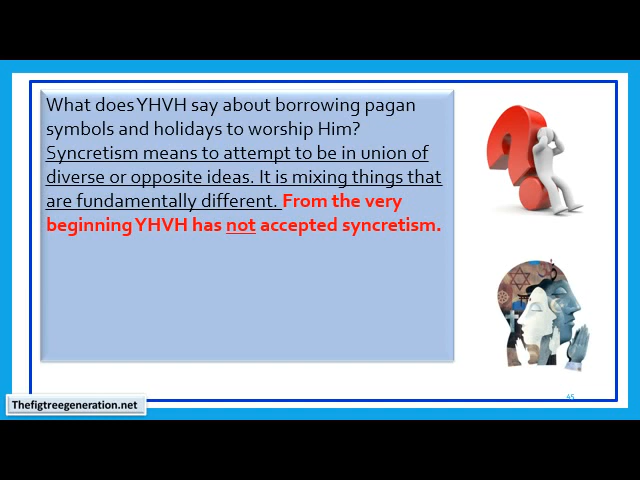 What does YHVH say about borrowing pagan
symbols and holidays to worship Him?
Syncretism means to attempt to be in union of
diverse or opposite ideas. It is mixing things that
are fundamentally different. From the very
beginning YHVH has not accepted syncretism.
45
Thefigtreegeneration.net